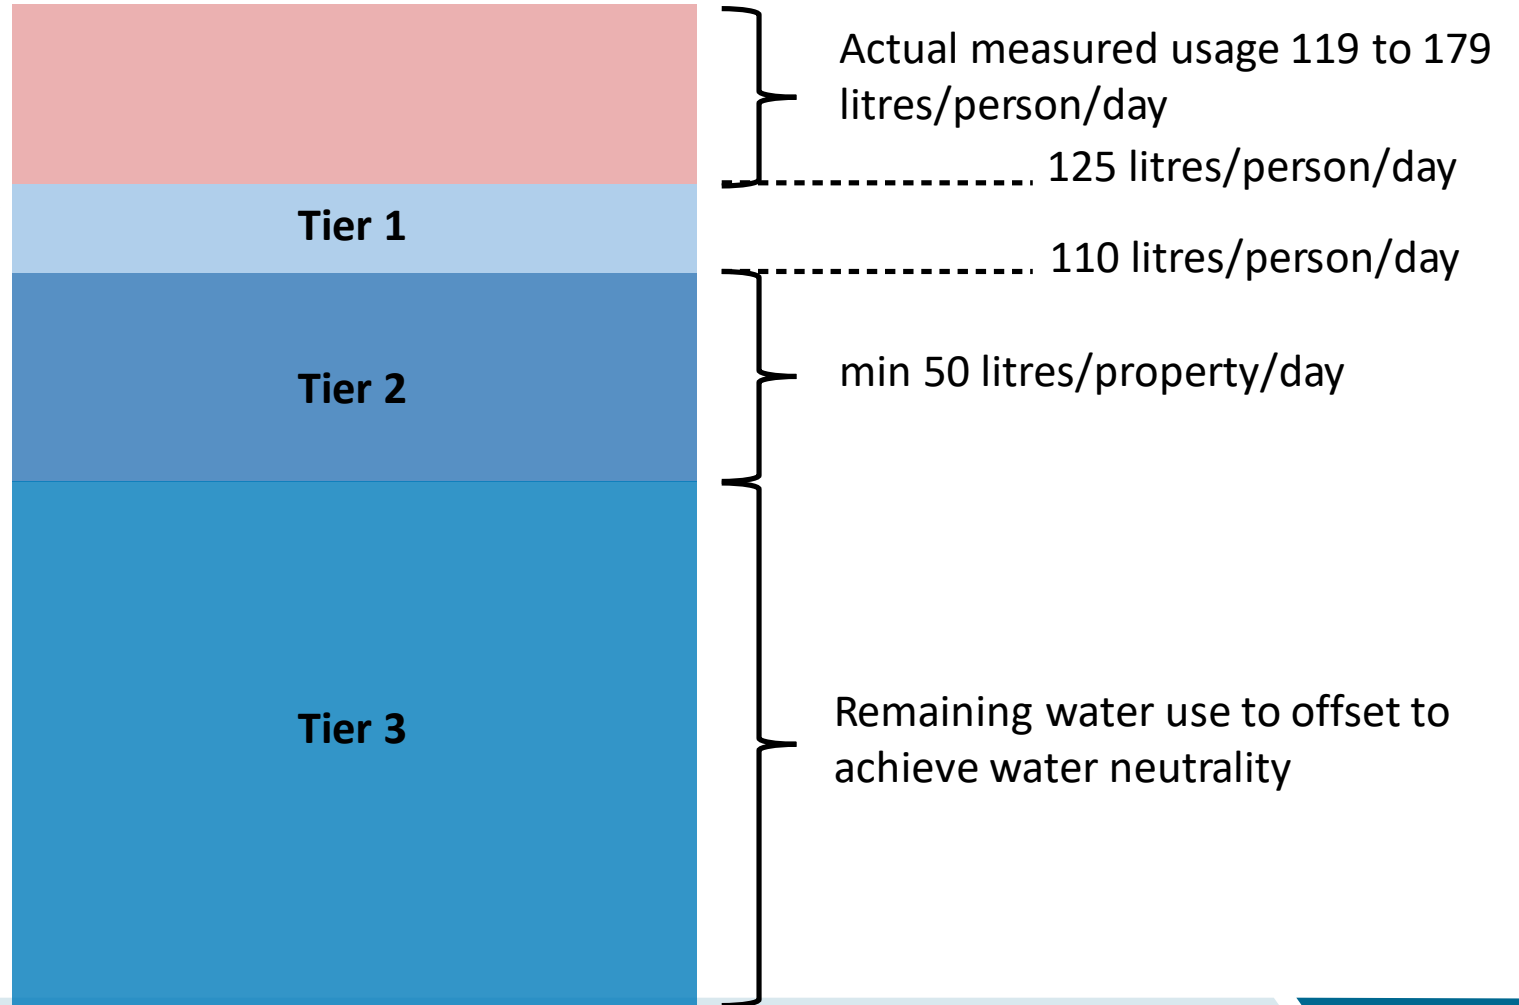 Actual measured usage 119 to 179
litres/person/day
125 litres/person/day
Tier 1
110 litres/person/day
Tier 2
min 50 litres/property/day
Tier 3
Remaining water use to offset to
achieve water neutrality